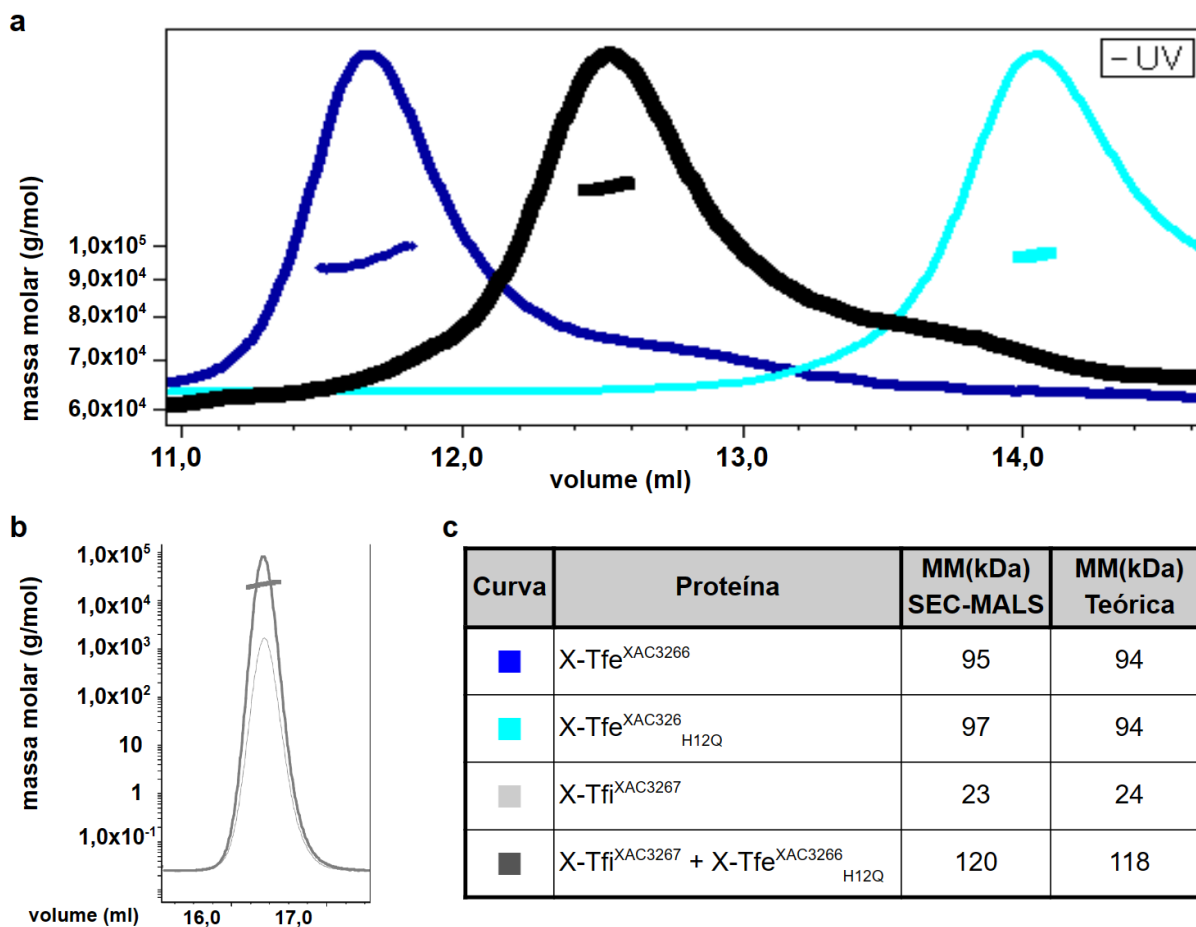 a
– UV
massa molar (g/mol)
1,0x10⁵
9,0x10⁴
8,0x10⁴
7,0x10⁴
6,0x10⁴
11,0 12,0 13,0 14,0
volume (ml)
b
massa molar (g/mol)
1,0x10⁵
1,0x10⁴
1,0x10³
1,0x10²
10
1
1,0x10⁻¹
volume (ml) 16,0 17,0
c
Curva Proteína MM(kDa) SEC-MALS MM(kDa) Teórica
X-Tfe^XAC3266 95 94
X-Tfe^XAC326_H12Q 97 94
X-Tfi^XAC3267 23 24
X-Tfi^XAC3267 + X-Tfe^XAC3266_H12Q 120 118